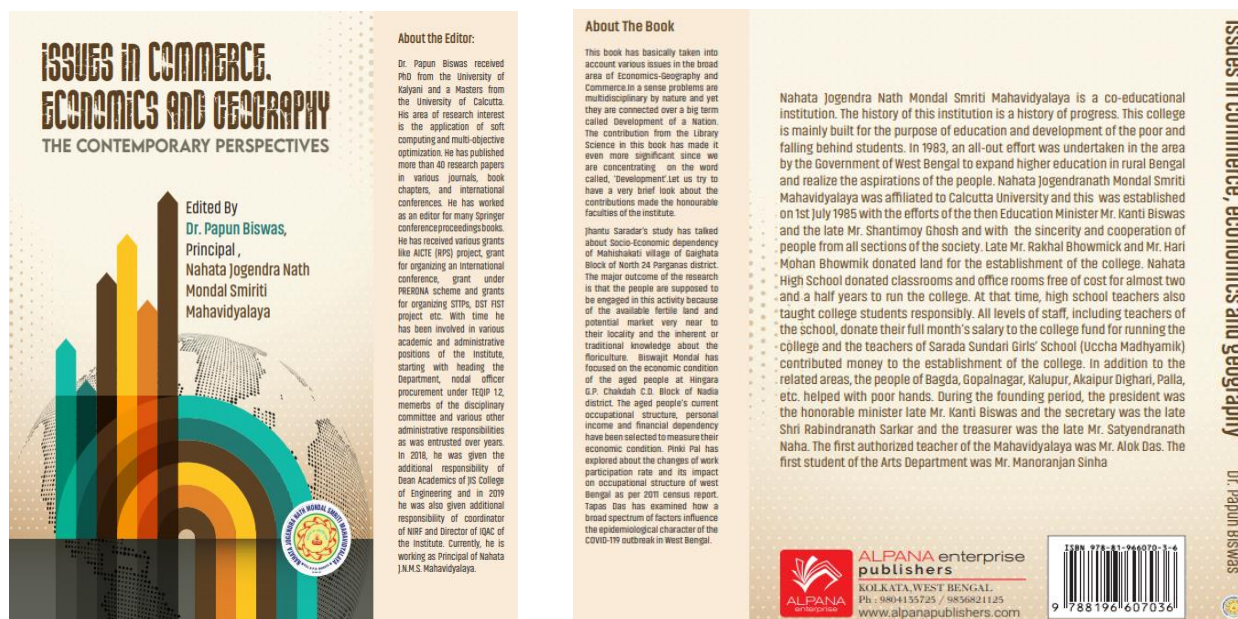 ISSUES IN COMMERCE,
ECONOMICS AND GEOGRAPHY
THE CONTEMPORARY PERSPECTIVES
Edited By
Dr. Papun Biswas,
Principal ,
Nahata Jogendra Nath
Mondal Smiriti
Mahavidyalaya
About the Editor:
Dr. Papun Biswas received
PhD from the University of
Kalyani and a Masters from
the University of Calcutta.
His area of research interest
is the application of soft
computing and multi-objective
optimization. He has published
more than 40 research papers
in various journals, book
chapters, and international
conferences. He has worked
as an editor for many Springer
conference proceedings books.
He has received various grants
like AICTE (RPS) project, grant
for organizing an International
conference, grant under
PRERONA scheme and grants
for organizing STTPs, DST FIST
project etc. With time he
has been involved in various
academic and administrative
positions of the Institute,
starting with heading the
Department, nodal officer
procurement under TEQIP 1.2,
memerbs of the disciplinary
committee and various other
administrative responsibilities
as was entrusted over years.
In 2018, he was given the
additional responsibility of
Dean Academics of JIS College
of Engineering and in 2019
he was also given additional
responsibility of coordinator
of NIRF and Director of IQAC of
the Institute. Currently, he is
working as Principal of Nahata
J.N.M.S. Mahavidyalaya.
About The Book
This book has basically taken into
account various issues in the broad
area of Economics-Geography and
Commerce.In a sense problems are
multidisciplinary by nature and yet
they are connected over a big term
called Development of a Nation.
The contribution from the Library
Science in this book has made it
even more significant since we
are concentrating on the word
called, 'Development'.Let us try to
have a very brief look about the
contributions made the honourable
faculties of the institute.
Jhantu Saradar's study has talked
about Socio-Economic dependency
of Mahishakati village of Gaighata
Block of North 24 Parganas district.
The major outcome of the research
is that the people are supposed to
be engaged in this activity because
of the available fertile land and
potential market very near to
their locality and the inherent or
traditional knowledge about the
floriculture. Biswajit Mondal has
focused on the economic condition
of the aged people at Hingara
G.P. Chakdah C.D. Block of Nadia
district. The aged people's current
occupational structure, personal
income and financial dependency
have been selected to measure their
economic condition. Pinki Pal has
explored about the changes of work
participation rate and its impact
on occupational structure of west
Bengal as per 2011 census report.
Tapas Das has examined how a
broad spectrum of factors influence
the epidemiological character of the
COVID-119 outbreak in West Bengal.
Nahata Jogendra Nath Mondal Smriti Mahavidyalaya is a co-educational
institution. The history of this institution is a history of progress. This college
is mainly built for the purpose of education and development of the poor and
falling behind students. In 1983, an all-out effort was undertaken in the area
by the Government of West Bengal to expand higher education in rural Bengal
and realize the aspirations of the people. Nahata Jogendranath Mondal Smriti
Mahavidyalaya was affiliated to Calcutta University and this was established
on 1st July 1985 with the efforts of the then Education Minister Mr. Kanti Biswas
and the late Mr. Shantimoy Ghosh and with the sincerity and cooperation of
people from all sections of the society. Late Mr. Rakhal Bhowmick and Mr. Hari
Mohan Bhowmik donated land for the establishment of the college. Nahata
High School donated classrooms and office rooms free of cost for almost two
and a half years to run the college. At that time, high school teachers also
taught college students responsibly. All levels of staff, including teachers of
the school, donate their full month's salary to the college fund for running the
college and the teachers of Sarada Sundari Girls' School (Uccha Madhyamik)
contributed money to the establishment of the college. In addition to the
related areas, the people of Bagda, Gopalnagar, Kalupur, Akaipur Dighari, Palla,
etc. helped with poor hands. During the founding period, the president was
the honorable minister late Mr. Kanti Biswas and the secretary was the late
Shri Rabindranath Sarkar and the treasurer was the late Mr. Satyendranath
Naha. The first authorized teacher of the Mahavidyalaya was Mr. Alok Das. The
first student of the Arts Department was Mr. Manoranjan Sinha
ALPANA enterprise
publishers
KOLKATA, WEST BENGAL
Ph : 9804135725 / 9836821125
www.alpanapublishers.com
ALPANA
enterprise
ISBN 978-81-966070-3-6
9 788196 607036
Issues in commerce, economics and geography
Dr. Papun Biswas.
NAHATA JOGENDRA NATH MONDAL SMRITI MAHAVIDYALAYA